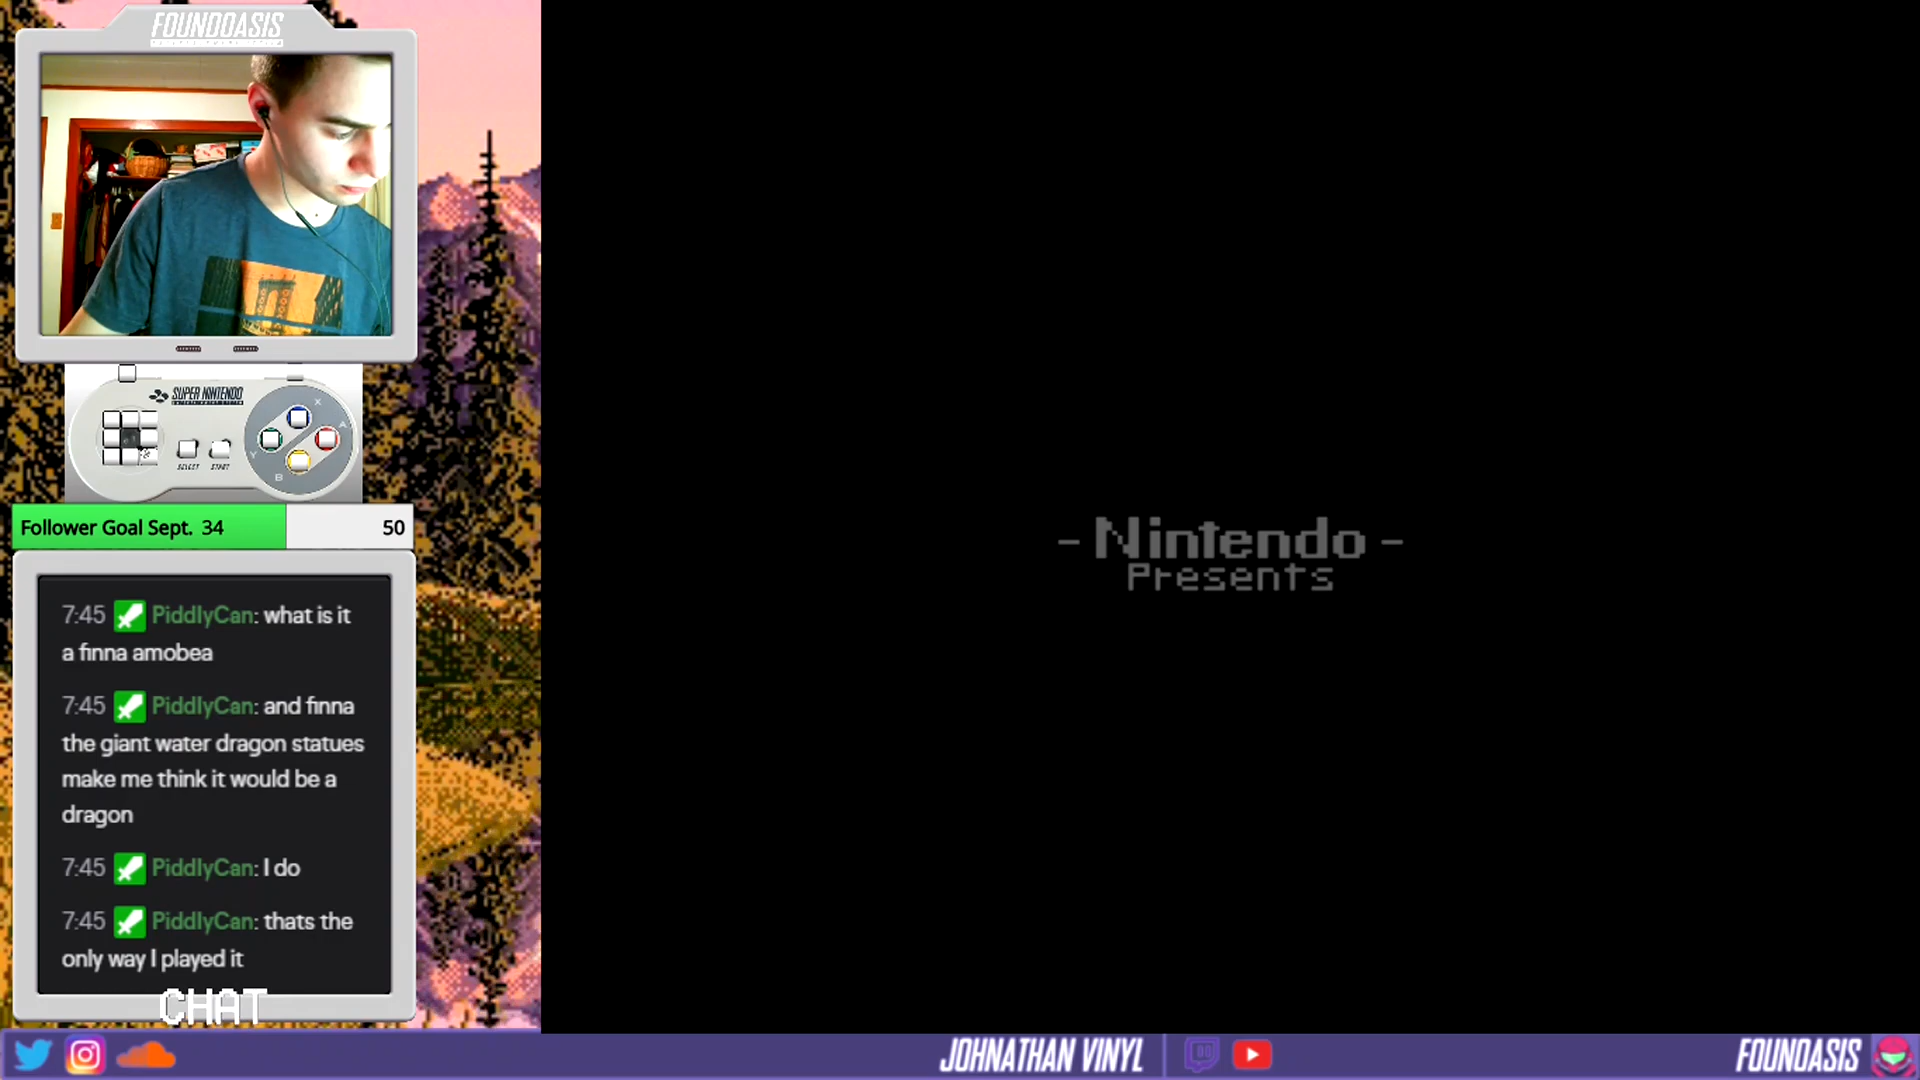 FOUNDOASIS
SUPER NINTENDO
X
A
Y
B
SELECT
START
Follower Goal Sept. 34
50
- Nintendo -
Presents
7:45 PiddlyCan: what is it
a finna amobea
7:45 PiddlyCan: and finna
the giant water dragon statues
make me think it would be a
dragon
7:45 PiddlyCan: I do
7:45 PiddlyCan: thats the
only way I played it
CHAT
JOHNATHAN VINYL
FOUNOASIS